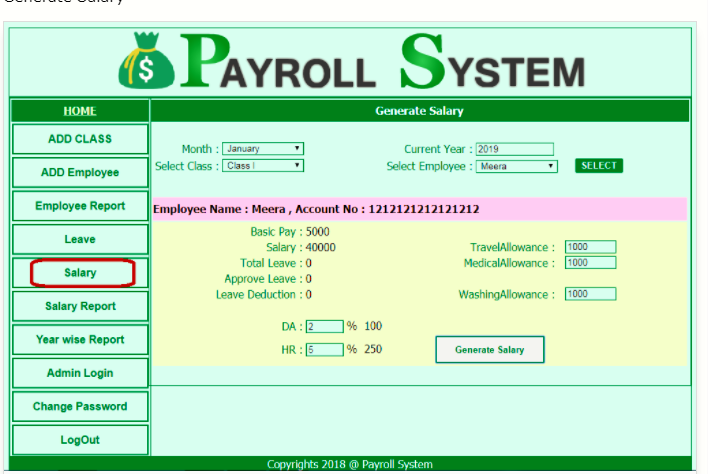 Generate Salary
PAYROLL SYSTEM
HOME
Generate Salary
ADD CLASS
ADD Employee
Employee Report
Leave
Salary
Salary Report
Year wise Report
Admin Login
Change Password
LogOut
Month : January
Current Year : 2019
Select Class : Class I
Select Employee : Meera
SELECT
Employee Name : Meera , Account No : 1212121212121212
Basic Pay : 5000
Salary : 40000
TravelAllowance : 1000
Total Leave : 0
MedicalAllowance : 1000
Approve Leave : 0
Leave Deduction : 0
WashingAllowance : 1000
DA : 2 % 100
HR : 5 % 250
Generate Salary
Copyrights 2018 @ Payroll System